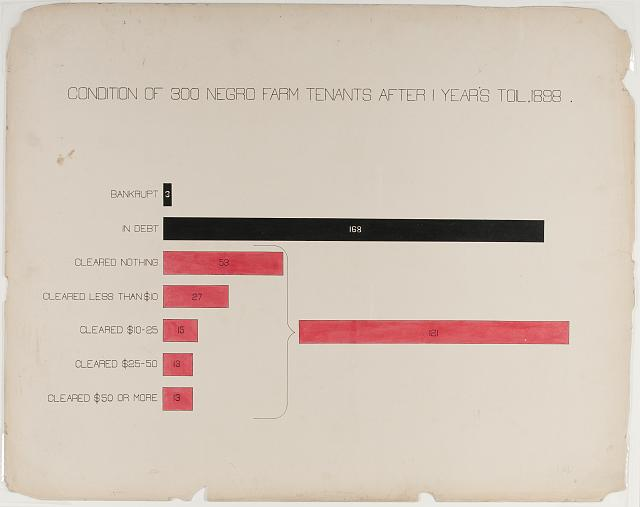 CONDITION OF 300 NEGRO FARM TENANTS AFTER 1 YEAR'S TOIL, 1898 .
BANKRUPT 3
IN DEBT 168
CLEARED NOTHING 53
CLEARED LESS THAN $10 27
CLEARED $10-25 15 121
CLEARED $25-50 13
CLEARED $50 OR MORE 13